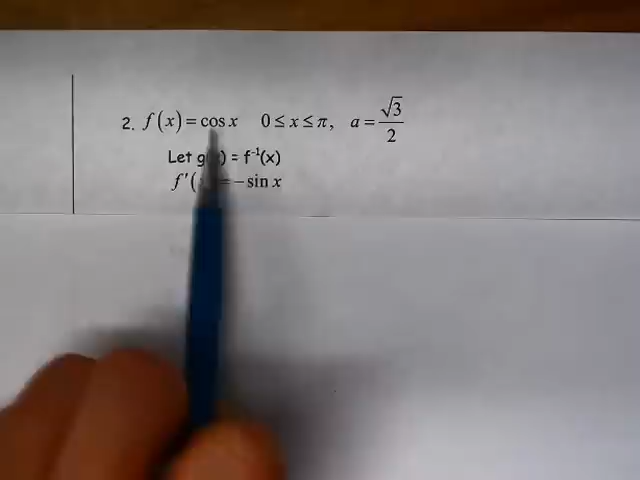 2. f(x) = cos x 0 ≤ x ≤ π, a = √3/2
Let = f⁻¹(x)
f'( = − sin x